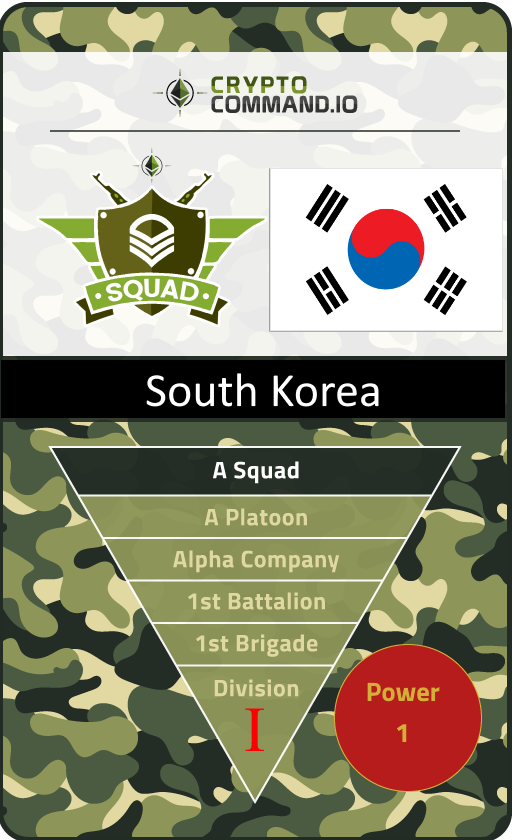 CRYPTO
COMMAND.IO
SQUAD
South Korea
A Squad
A Platoon
Alpha Company
1st Battalion
1st Brigade
Division
I
Power
1